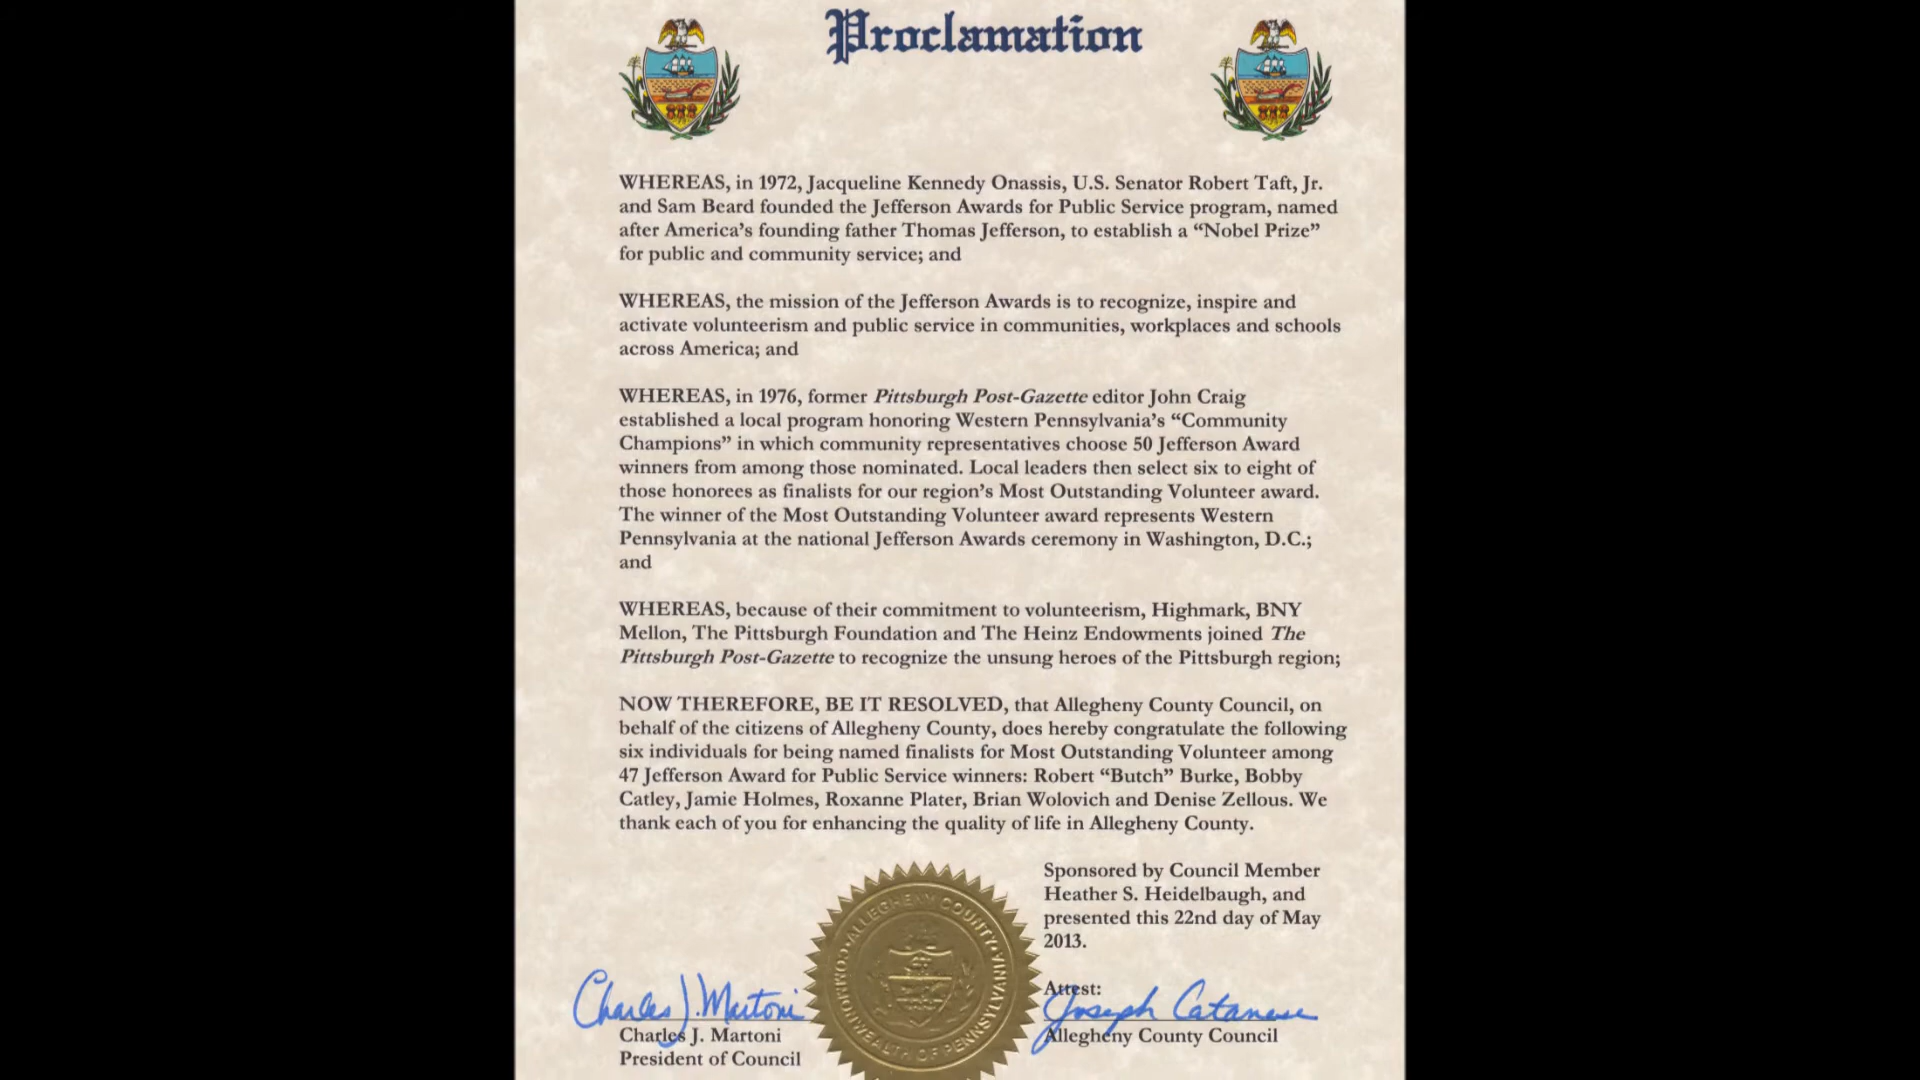 Proclamation
WHEREAS, in 1972, Jacqueline Kennedy Onassis, U.S. Senator Robert Taft, Jr.
and Sam Beard founded the Jefferson Awards for Public Service program, named
after America's founding father Thomas Jefferson, to establish a “Nobel Prize”
for public and community service; and
WHEREAS, the mission of the Jefferson Awards is to recognize, inspire and
activate volunteerism and public service in communities, workplaces and schools
across America; and
WHEREAS, in 1976, former Pittsburgh Post-Gazette editor John Craig
established a local program honoring Western Pennsylvania's “Community
Champions” in which community representatives choose 50 Jefferson Award
winners from among those nominated. Local leaders then select six to eight of
those honorees as finalists for our region's Most Outstanding Volunteer award.
The winner of the Most Outstanding Volunteer award represents Western
Pennsylvania at the national Jefferson Awards ceremony in Washington, D.C.;
and
WHEREAS, because of their commitment to volunteerism, Highmark, BNY
Mellon, The Pittsburgh Foundation and The Heinz Endowments joined The
Pittsburgh Post-Gazette to recognize the unsung heroes of the Pittsburgh region;
NOW THEREFORE, BE IT RESOLVED, that Allegheny County Council, on
behalf of the citizens of Allegheny County, does hereby congratulate the following
six individuals for being named finalists for Most Outstanding Volunteer among
47 Jefferson Award for Public Service winners: Robert “Butch” Burke, Bobby
Catley, Jamie Holmes, Roxanne Plater, Brian Wolovich and Denise Zellous. We
thank each of you for enhancing the quality of life in Allegheny County.
Sponsored by Council Member
Heather S. Heidelbaugh, and
presented this 22nd day of May
2013.
ALLEGHENY COUNTY
COMMONWEALTH OF PENNSYLVANIA
Charles J. Martoni
Charles J. Martoni
President of Council
Attest:
Joseph Catanese
Allegheny County Council